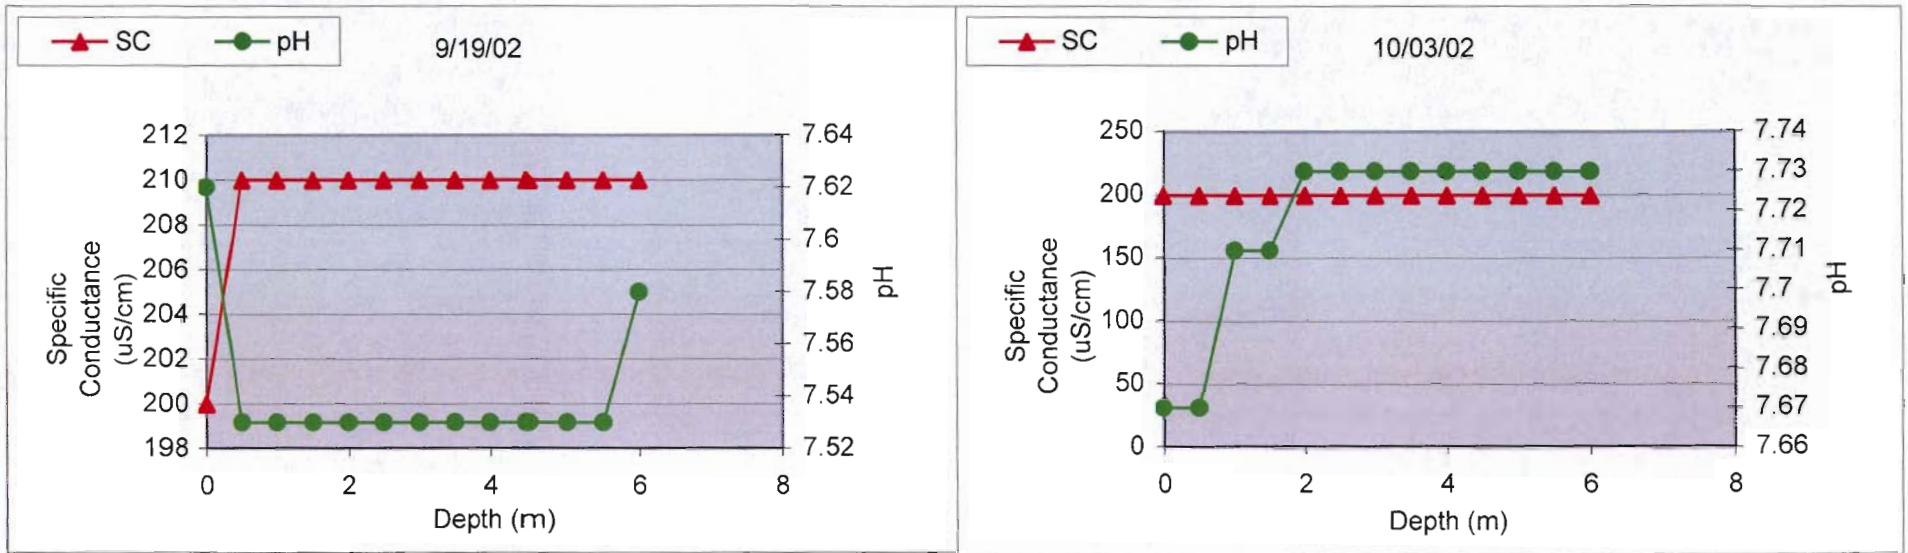 SC pH 9/19/02
212
210
208
206
204
202
200
198
7.64
7.62
7.6
7.58
7.56
7.54
7.52
0 2 4 6 8
Specific
Conductance
(uS/cm)
pH
Depth (m)
SC pH 10/03/02
250
200
150
100
50
0
7.74
7.73
7.72
7.71
7.7
7.69
7.68
7.67
7.66
0 2 4 6 8
Specific
Conductance
(uS/cm)
pH
Depth (m)